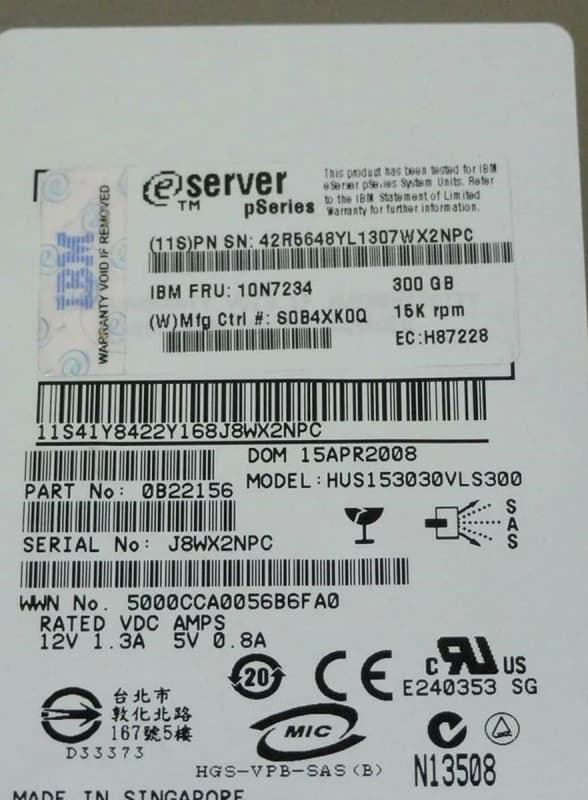 IBM
WARRANTY VOID IF REMOVED
eserver TM
pSeries
This product has been tested for IBM
eServer pSeries System Units. Refer
to the IBM Statement of Limited
Warranty for further information.
(11S)PN SN: 42R5648YL1307WX2NPC
IBM FRU: 10N7234 300 GB
(W)Mfg Ctrl #: S0B4XK0Q 15K rpm
EC:H87228
11S41Y8422Y168J8WX2NPC
DOM 15APR2008
PART No: 0B22156 MODEL:HUS153030VLS300
SERIAL No: J8WX2NPC
SAS
WWN No. 5000CCA0056B6FA0
RATED VDC AMPS
12V 1.3A 5V 0.8A
20
CE
c RU US
E240353 SG
台北市
敦化北路
167號5樓
D33373
MIC
HGS-VPB-SAS(B)
N13508
MADE IN SINGAPORE